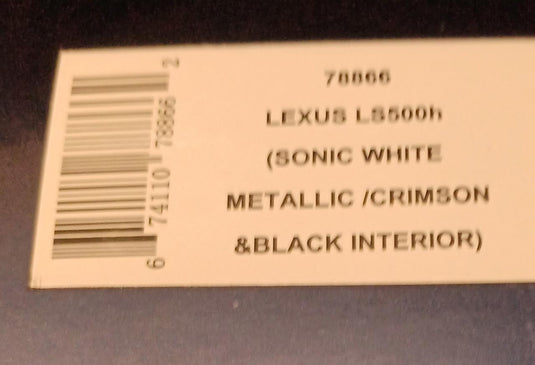 78866
LEXUS LS500h
(SONIC WHITE
METALLIC /CRIMSON
&BLACK INTERIOR)
6 74110 78866 2